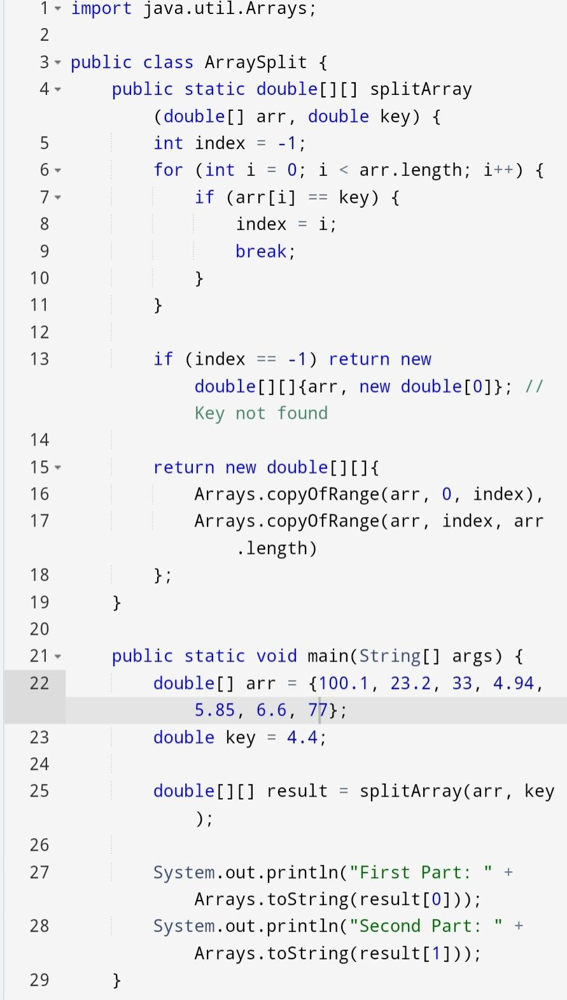 1 import java.util.Arrays;
2
3 public class ArraySplit {
4     public static double[][] splitArray
        (double[] arr, double key) {
5         int index = -1;
6         for (int i = 0; i < arr.length; i++) {
7             if (arr[i] == key) {
8                 index = i;
9                 break;
10             }
11         }
12
13         if (index == -1) return new
            double[][]{arr, new double[0]}; //
            Key not found
14
15         return new double[][]{
16             Arrays.copyOfRange(arr, 0, index),
17             Arrays.copyOfRange(arr, index, arr
                .length)
18         };
19     }
20
21     public static void main(String[] args) {
22         double[] arr = {100.1, 23.2, 33, 4.94,
            5.85, 6.6, 77};
23         double key = 4.4;
24
25         double[][] result = splitArray(arr, key
            );
26
27         System.out.println("First Part: " +
            Arrays.toString(result[0]));
28         System.out.println("Second Part: " +
            Arrays.toString(result[1]));
29     }